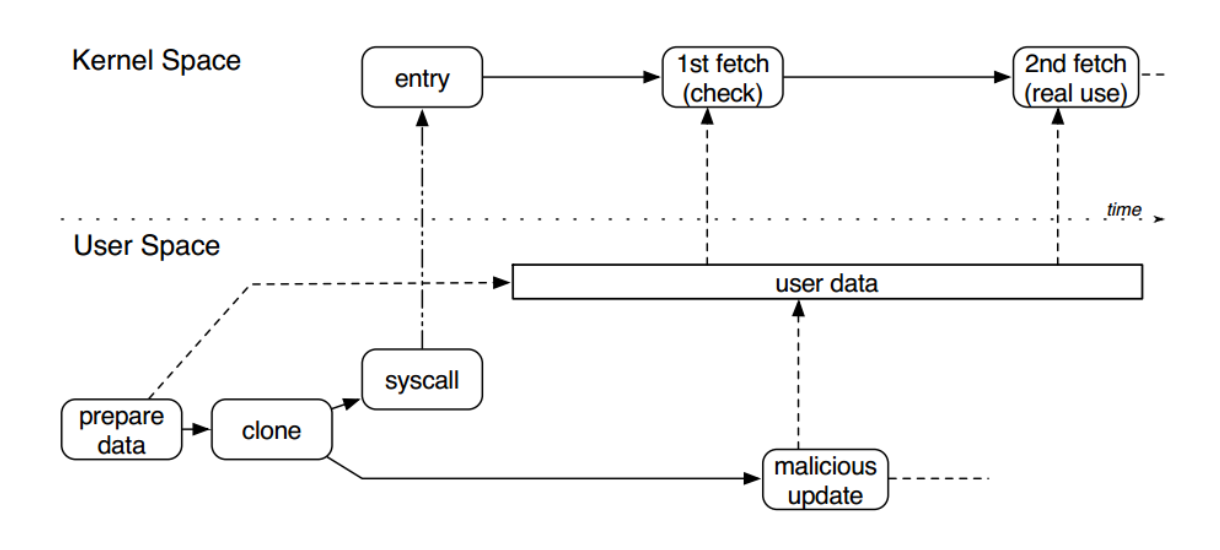 Kernel Space
entry
1st fetch
(check)
2nd fetch
(real use)
time
User Space
user data
syscall
prepare
data
clone
malicious
update